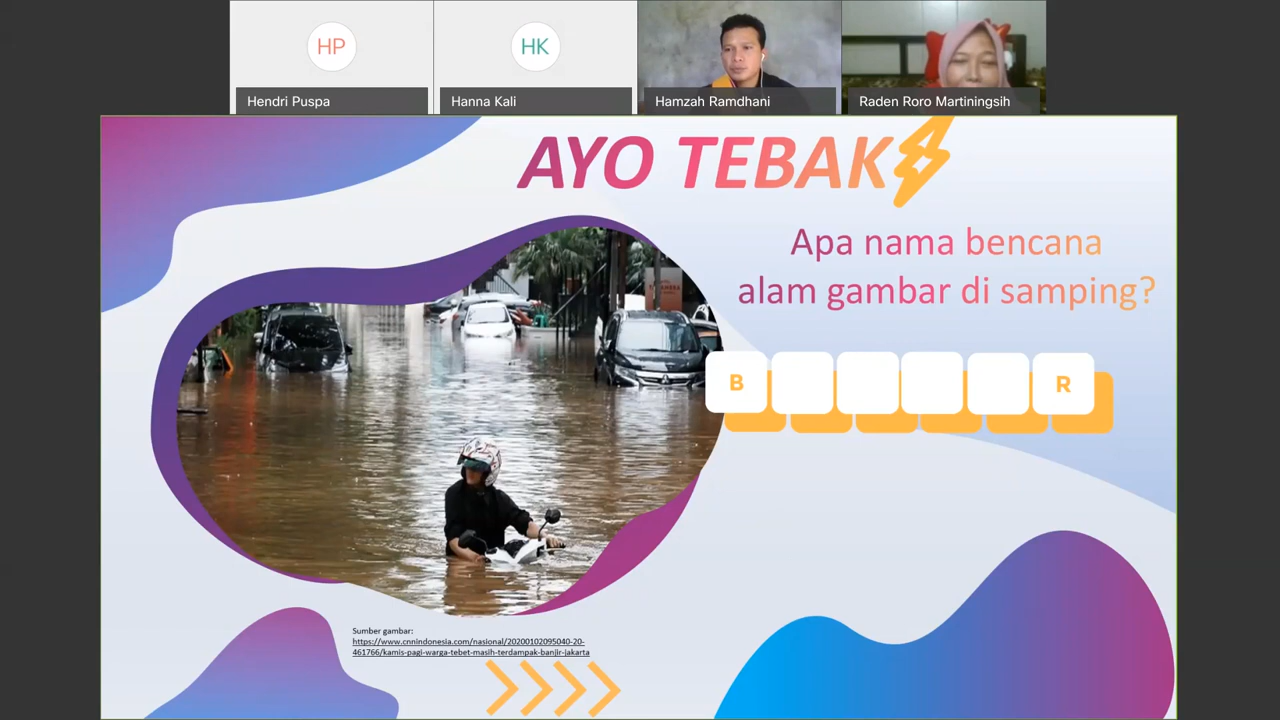 HP
HK
Hendri Puspa
Hanna Kali
Hamzah Ramdhani
Raden Roro Martiningsih
AYO TEBAK
Apa nama bencana
alam gambar di samping?
B R
Sumber gambar:
https://www.cnnindonesia.com/nasional/20200102095040-20-
461766/kamis-pagi-warga-tebet-masih-terdampak-banjir-jakarta